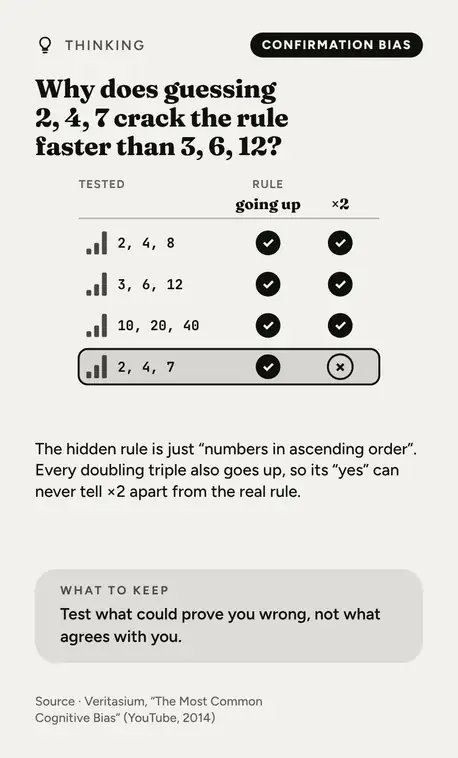 THINKING
CONFIRMATION BIAS
Why does guessing
2, 4, 7 crack the rule
faster than 3, 6, 12?
TESTED RULE
going up ×2
2, 4, 8
3, 6, 12
10, 20, 40
2, 4, 7
The hidden rule is just “numbers in ascending order”.
Every doubling triple also goes up, so its “yes” can
never tell ×2 apart from the real rule.
WHAT TO KEEP
Test what could prove you wrong, not what
agrees with you.
Source · Veritasium, “The Most Common
Cognitive Bias” (YouTube, 2014)